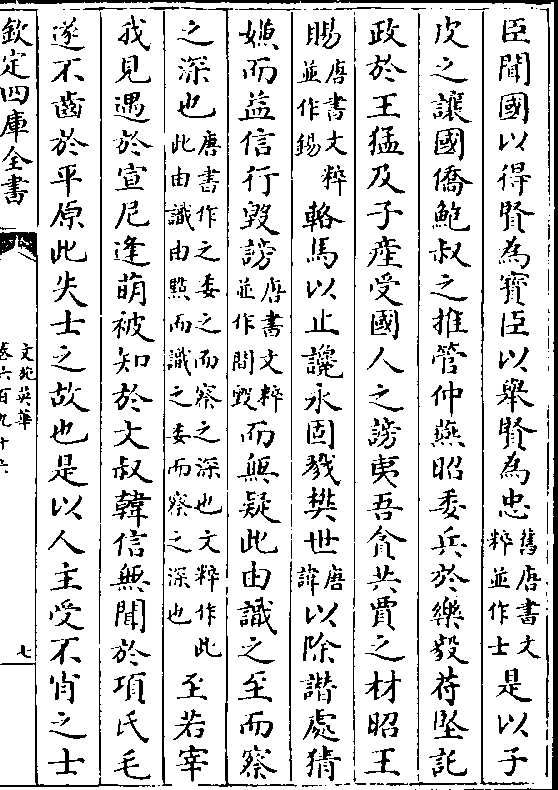 臣聞國以得賢為寳臣以舉賢為忠舊唐書文粹並作士是以子
皮之讓國僑鮑叔之推管仲燕昭委兵於樂毅苻堅託
政於王猛及子産受國人之謗夷吾貪共賈之材昭王
賜唐書文粹並作錫輅馬以止讒永固戮樊世唐諱以除譖處猜
嫌而益信行毀謗唐書文粹並作間毀而無疑此由識之至而察
之深也唐書作之委之而察之深也文粹作此此由識由黙而識之委而察之深也至若宰
我見遇於宣尼逢萌被知於文叔韓信無聞於項氏毛
遂不齒於平原此失士之故也是以人主受不肖之士
欽定四庫全書
文苑英華
卷六百九十六
七